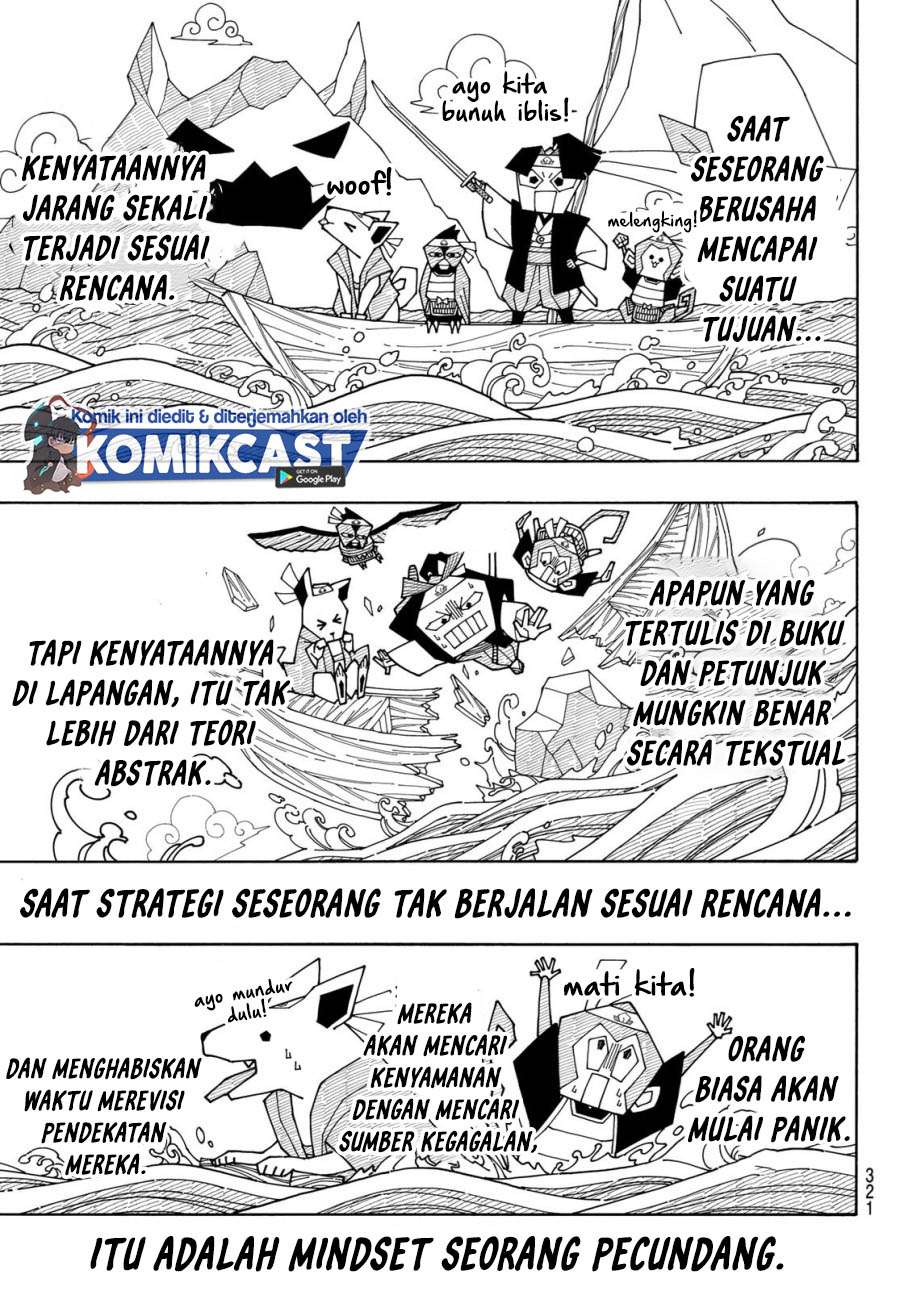 SAAT
SESEORANG
BERUSAHA
MENCAPAI
SUATU
TUJUAN...
ayo kita
bunuh iblis!
melengking!
woof!
KENYATAANNYA
JARANG SEKALI
TERJADI SESUAI
RENCANA.
Komik ini diedit & diterjemahkan oleh
KOMIKCAST
GET IT ON
Google Play
APAPUN YANG
TERTULIS DI BUKU
DAN PETUNJUK
MUNGKIN BENAR
SECARA TEKSTUAL
TAPI KENYATAANNYA
DI LAPANGAN, ITU TAK
LEBIH DARI TEORI
ABSTRAK.
SAAT STRATEGI SESEORANG TAK BERJALAN SESUAI RENCANA...
mati kita!
ORANG
BIASA AKAN
MULAI PANIK.
MEREKA
AKAN MENCARI
KENYAMANAN
DENGAN MENCARI
SUMBER KEGAGALAN,
ayo mundur
dulu!
DAN MENGHABISKAN
WAKTU MEREVISI
PENDEKATAN
MEREKA.
321
ITU ADALAH MINDSET SEORANG PECUNDANG.